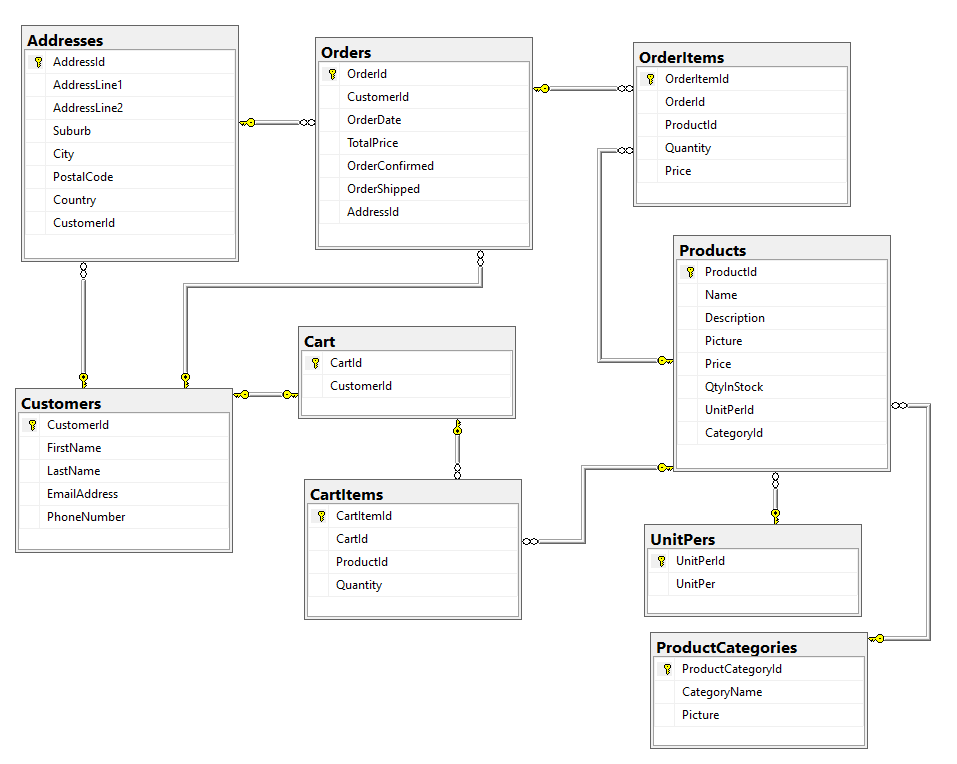 Addresses
AddressId
AddressLine1
AddressLine2
Suburb
City
PostalCode
Country
CustomerId
Orders
OrderId
CustomerId
OrderDate
TotalPrice
OrderConfirmed
OrderShipped
AddressId
OrderItems
OrderItemId
OrderId
ProductId
Quantity
Price
Products
ProductId
Name
Description
Picture
Price
QtyInStock
UnitPerId
CategoryId
Cart
CartId
CustomerId
Customers
CustomerId
FirstName
LastName
EmailAddress
PhoneNumber
CartItems
CartItemId
CartId
ProductId
Quantity
UnitPers
UnitPerId
UnitPer
ProductCategories
ProductCategoryId
CategoryName
Picture